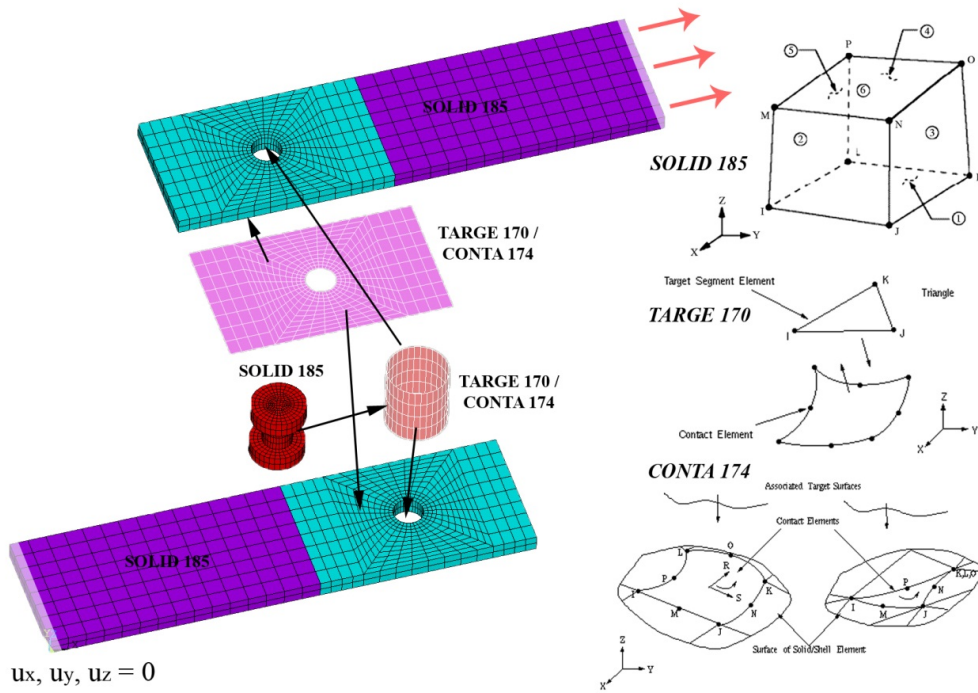 SOLID 185
TARGE 170 /
CONTA 174
SOLID 185
TARGE 170 /
CONTA 174
SOLID 185
ux, uy, uz = 0
④
⑤
P
O
⑥
M
N
②
③
L
SOLID 185
I
J
①
Z
Y
X
Target Segment Element
K
Triangle
TARGE 170
I
J
Contact Element
Z
Y
X
CONTA 174
Associated Target Surfaces
Contact Elements
L
O
R
P
K
I
S
N
M
J
P
K,L,O
N
I
M
J
Surface of Solid/Shell Element
Z
Y
X